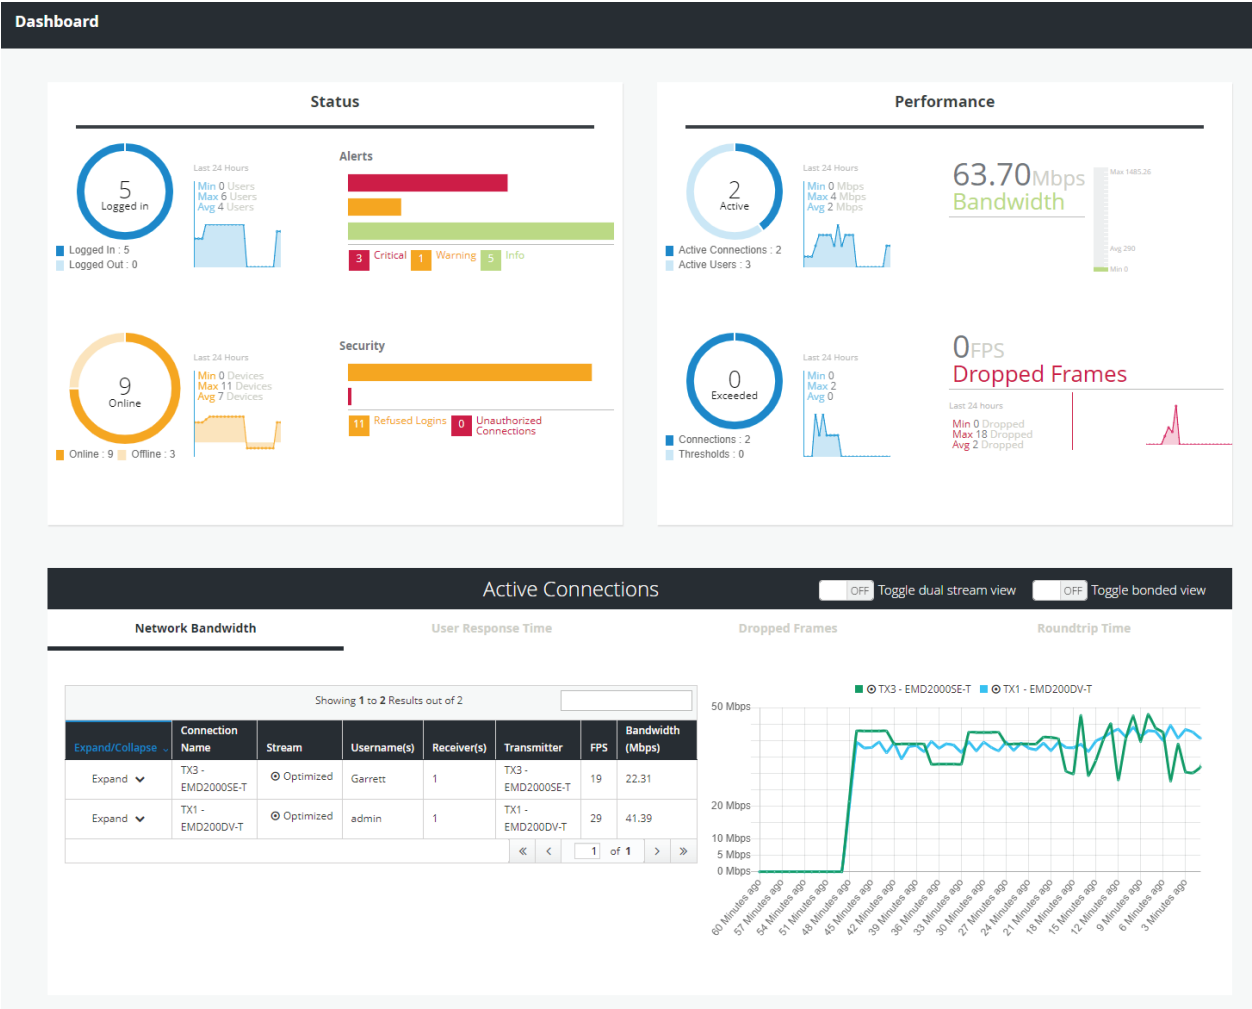 Dashboard
Status
5
Logged in
Logged In : 5
Logged Out : 0
Last 24 Hours
Min 0 Users
Max 6 Users
Avg 4 Users
Alerts
3 Critical 1 Warning 5 Info
9
Online
Online : 9 Offline : 3
Last 24 Hours
Min 0 Devices
Max 11 Devices
Avg 7 Devices
Security
11 Refused Logins 0 Unauthorized
Connections
Performance
2
Active
Active Connections : 2
Active Users : 3
Last 24 Hours
Min 0 Mbps
Max 4 Mbps
Avg 2 Mbps
63.70Mbps
Bandwidth
Max 1485.26
Avg 290
Min 0
0
Exceeded
Connections : 2
Thresholds : 0
Last 24 Hours
Min 0
Max 2
Avg 0
0FPS
Dropped Frames
Last 24 hours
Min 0 Dropped
Max 18 Dropped
Avg 2 Dropped
Active Connections
OFF Toggle dual stream view OFF Toggle bonded view
Network Bandwidth User Response Time Dropped Frames Roundtrip Time
Showing 1 to 2 Results out of 2
Expand/Collapse Connection Name Stream Username(s) Receiver(s) Transmitter FPS Bandwidth (Mbps)
Expand TX3 - EMD2000SE-T Optimized Garrett 1 TX3 - EMD2000SE-T 19 22.31
Expand TX1 - EMD200DV-T Optimized admin 1 TX1 - EMD200DV-T 29 41.39
« ‹ 1 of 1 › »
TX3 - EMD2000SE-T TX1 - EMD200DV-T
50 Mbps
20 Mbps
10 Mbps
5 Mbps
0 Mbps
60 Minutes ago
57 Minutes ago
54 Minutes ago
51 Minutes ago
48 Minutes ago
45 Minutes ago
42 Minutes ago
39 Minutes ago
36 Minutes ago
33 Minutes ago
30 Minutes ago
27 Minutes ago
24 Minutes ago
21 Minutes ago
18 Minutes ago
15 Minutes ago
12 Minutes ago
9 Minutes ago
6 Minutes ago
3 Minutes ago